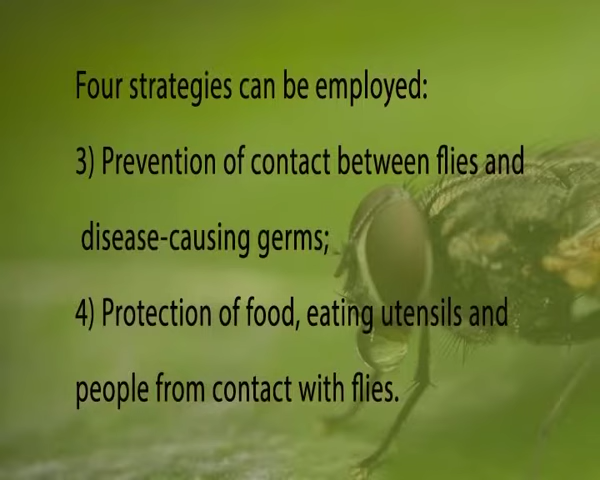 Four strategies can be employed:
3) Prevention of contact between flies and
disease-causing germs;
4) Protection of food, eating utensils and
people from contact with flies.